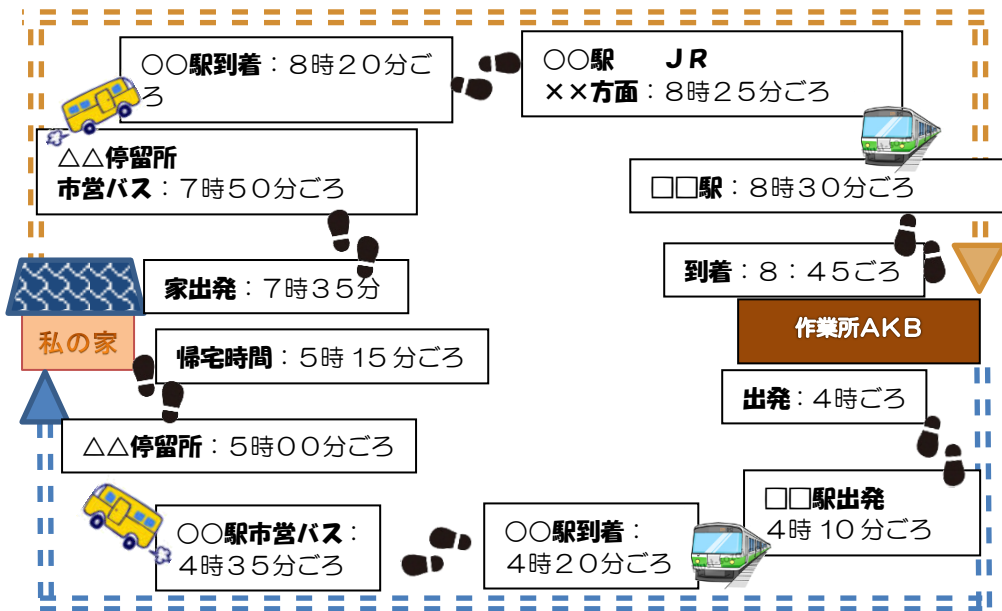 ○○駅到着：８時２０分ご
ろ
○○駅　　ＪＲ
××方面：８時２５分ごろ
△△停留所
市営バス：７時５０分ごろ
□□駅：８時３０分ごろ
家出発：７時３５分
到着：８：４５ごろ
私の家
作業所AKB
帰宅時間：５時15分ごろ
出発：４時ごろ
△△停留所：５時００分ごろ
□□駅出発
４時10分ごろ
○○駅市営バス：
４時３５分ごろ
○○駅到着：
４時２０分ごろ